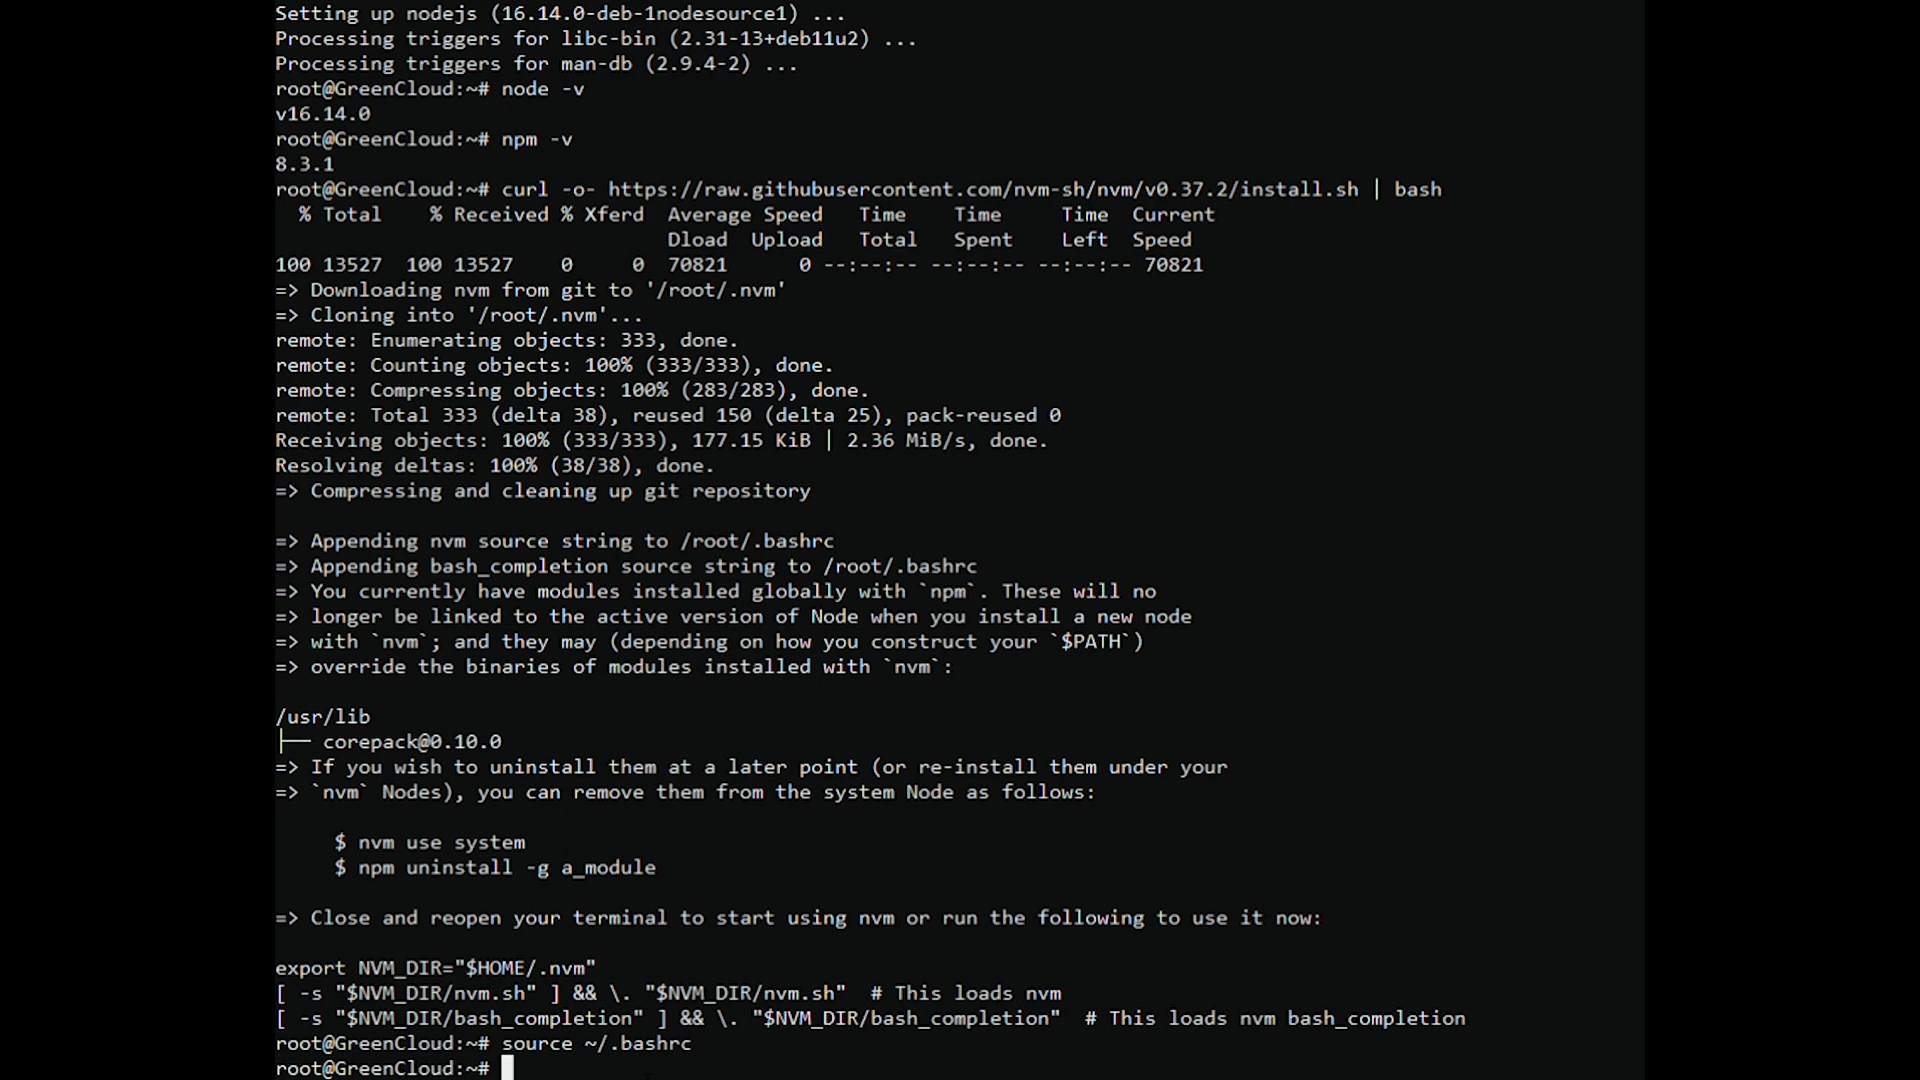 Setting up nodejs (16.14.0-deb-1nodesource1) ...
Processing triggers for libc-bin (2.31-13+deb11u2) ...
Processing triggers for man-db (2.9.4-2) ...
root@GreenCloud:~# node -v
v16.14.0
root@GreenCloud:~# npm -v
8.3.1
root@GreenCloud:~# curl -o- https://raw.githubusercontent.com/nvm-sh/nvm/v0.37.2/install.sh | bash
  % Total    % Received % Xferd  Average Speed   Time    Time     Time  Current
                                 Dload  Upload   Total   Spent    Left  Speed
100 13527  100 13527    0     0  70821      0 --:--:-- --:--:-- --:--:-- 70821
=> Downloading nvm from git to '/root/.nvm'
=> Cloning into '/root/.nvm'...
remote: Enumerating objects: 333, done.
remote: Counting objects: 100% (333/333), done.
remote: Compressing objects: 100% (283/283), done.
remote: Total 333 (delta 38), reused 150 (delta 25), pack-reused 0
Receiving objects: 100% (333/333), 177.15 KiB | 2.36 MiB/s, done.
Resolving deltas: 100% (38/38), done.
=> Compressing and cleaning up git repository

=> Appending nvm source string to /root/.bashrc
=> Appending bash_completion source string to /root/.bashrc
=> You currently have modules installed globally with `npm`. These will no
=> longer be linked to the active version of Node when you install a new node
=> with `nvm`; and they may (depending on how you construct your `$PATH`)
=> override the binaries of modules installed with `nvm`:

/usr/lib
├── corepack@0.10.0
=> If you wish to uninstall them at a later point (or re-install them under your
=> `nvm` Nodes), you can remove them from the system Node as follows:

     $ nvm use system
     $ npm uninstall -g a_module

=> Close and reopen your terminal to start using nvm or run the following to use it now:

export NVM_DIR="$HOME/.nvm"
[ -s "$NVM_DIR/nvm.sh" ] && \. "$NVM_DIR/nvm.sh"  # This loads nvm
[ -s "$NVM_DIR/bash_completion" ] && \. "$NVM_DIR/bash_completion"  # This loads nvm bash_completion
root@GreenCloud:~# source ~/.bashrc
root@GreenCloud:~#